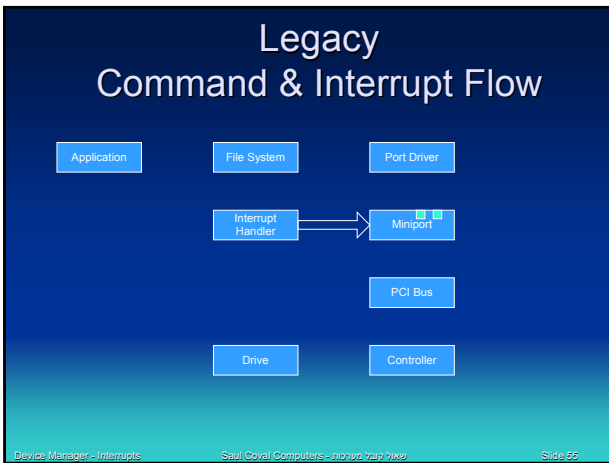 Legacy
Command & Interrupt Flow
Application
File System
Port Driver
Interrupt
Handler
Miniport
PCI Bus
Drive
Controller
Device Manager - Interrupts
Saul Coval Computers - שאול קובל מערכות
Slide 55